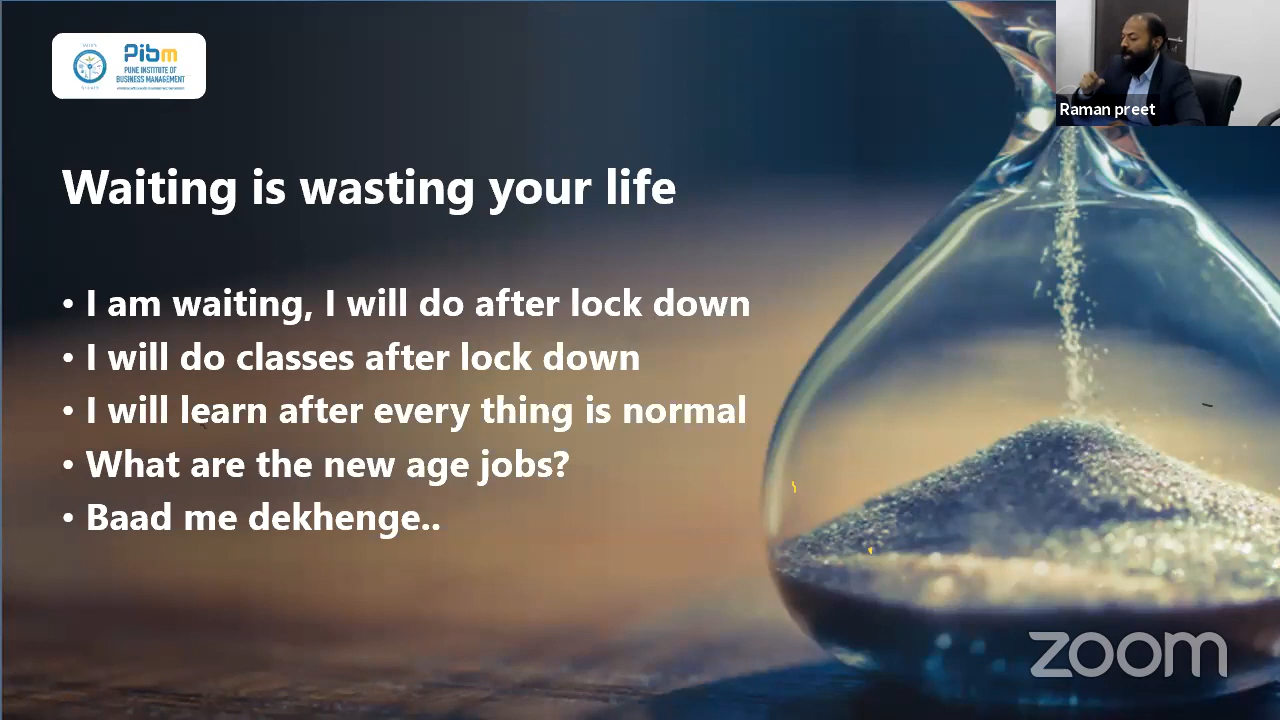 Pibm
PUNE INSTITUTE OF
BUSINESS MANAGEMENT
Raman preet
Waiting is wasting your life
• I am waiting, I will do after lock down
• I will do classes after lock down
• I will learn after every thing is normal
• What are the new age jobs?
• Baad me dekhenge..
zoom